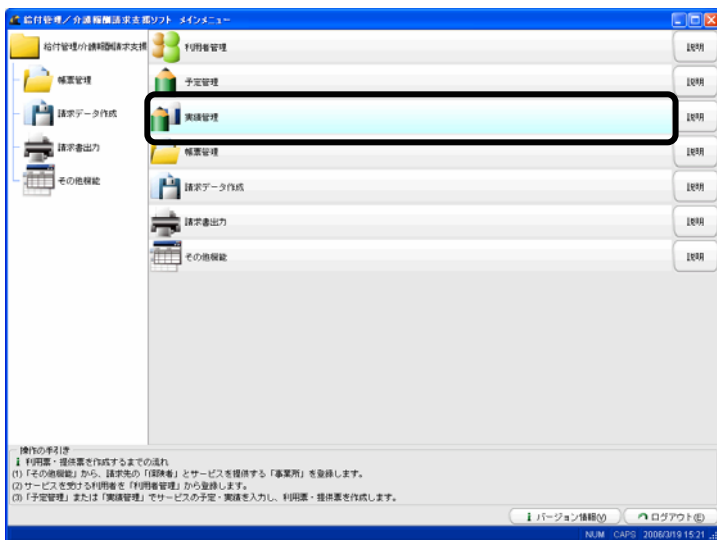 給付管理／介護報酬請求支援ソフト メインメニュー
給付管理/介護報酬請求支援
帳票管理
請求データ作成
請求書出力
その他機能
利用者管理 説明
予定管理 説明
実績管理 説明
帳票管理 説明
請求データ作成 説明
請求書出力 説明
その他機能 説明
操作の手引き
利用票・提供票を作成するまでの流れ
(1)「その他機能」から、請求先の「保険者」とサービスを提供する「事業所」を登録します。
(2)サービスを受ける利用者を「利用者管理」から登録します。
(3)「予定管理」または「実績管理」でサービスの予定・実績を入力し、利用票・提供票を作成します。
バージョン情報(V) ログアウト(E)
NUM CAPS 2006/3/19 15:21